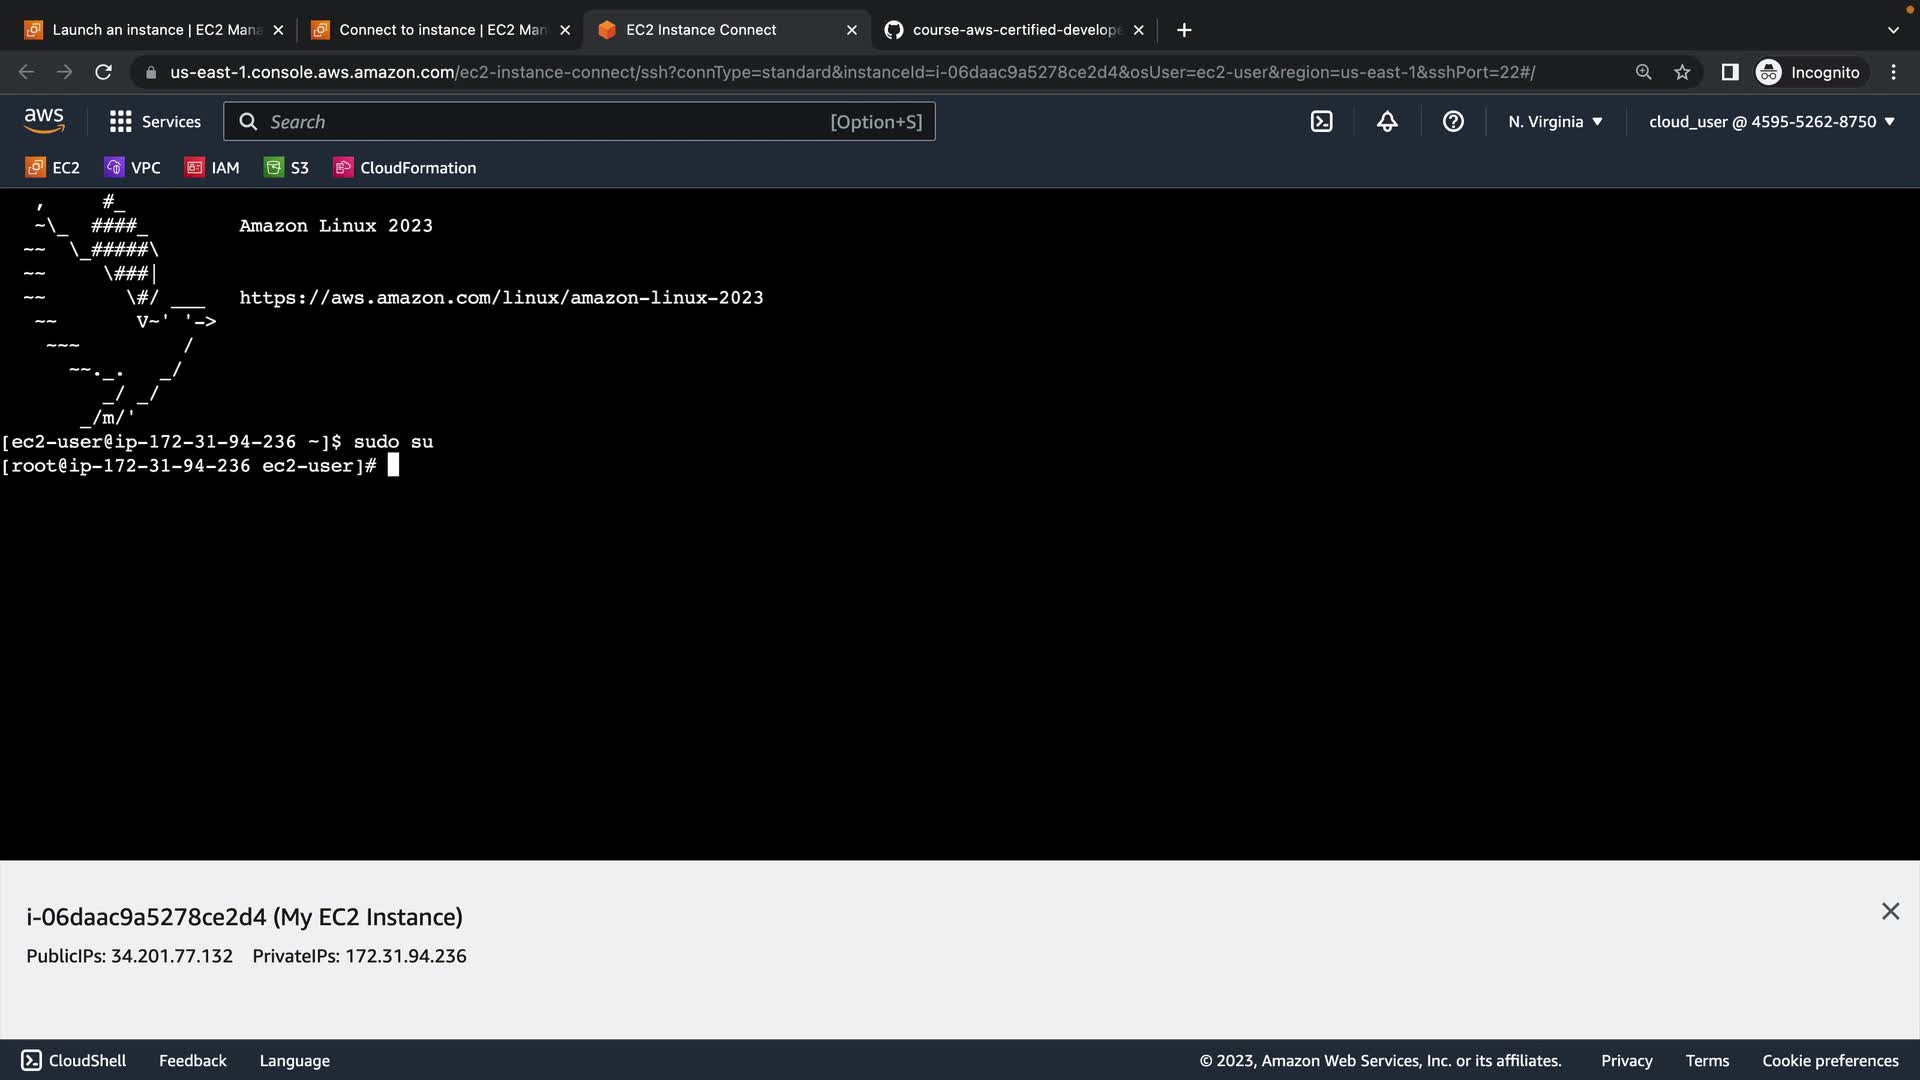 Launch an instance | EC2 Mana
Connect to instance | EC2 Man
EC2 Instance Connect
course-aws-certified-develope
us-east-1.console.aws.amazon.com/ec2-instance-connect/ssh?connType=standard&instanceId=i-06daac9a5278ce2d4&osUser=ec2-user&region=us-east-1&sshPort=22#/
Incognito
aws
Services
Search
[Option+S]
N. Virginia
cloud_user @ 4595-5262-8750
EC2
VPC
IAM
S3
CloudFormation
   ,     #_
   ~\_  ####_        Amazon Linux 2023
  ~~  \_#####\
  ~~     \###|
  ~~       \#/ ___   https://aws.amazon.com/linux/amazon-linux-2023
   ~~       V~' '->
    ~~~         /
      ~~._.   _/
         _/ _/
       _/m/'
[ec2-user@ip-172-31-94-236 ~]$ sudo su
[root@ip-172-31-94-236 ec2-user]#
i-06daac9a5278ce2d4 (My EC2 Instance)
PublicIPs: 34.201.77.132 PrivateIPs: 172.31.94.236
CloudShell
Feedback
Language
© 2023, Amazon Web Services, Inc. or its affiliates.
Privacy
Terms
Cookie preferences